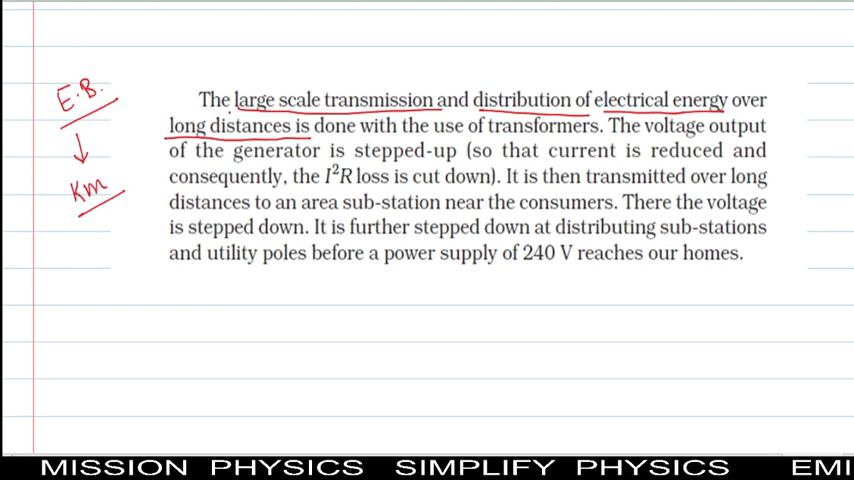 E.B.
Km
The large scale transmission and distribution of electrical energy over
long distances is done with the use of transformers. The voltage output
of the generator is stepped-up (so that current is reduced and
consequently, the I²R loss is cut down). It is then transmitted over long
distances to an area sub-station near the consumers. There the voltage
is stepped down. It is further stepped down at distributing sub-stations
and utility poles before a power supply of 240 V reaches our homes.
MISSION PHYSICS SIMPLIFY PHYSICS EMI